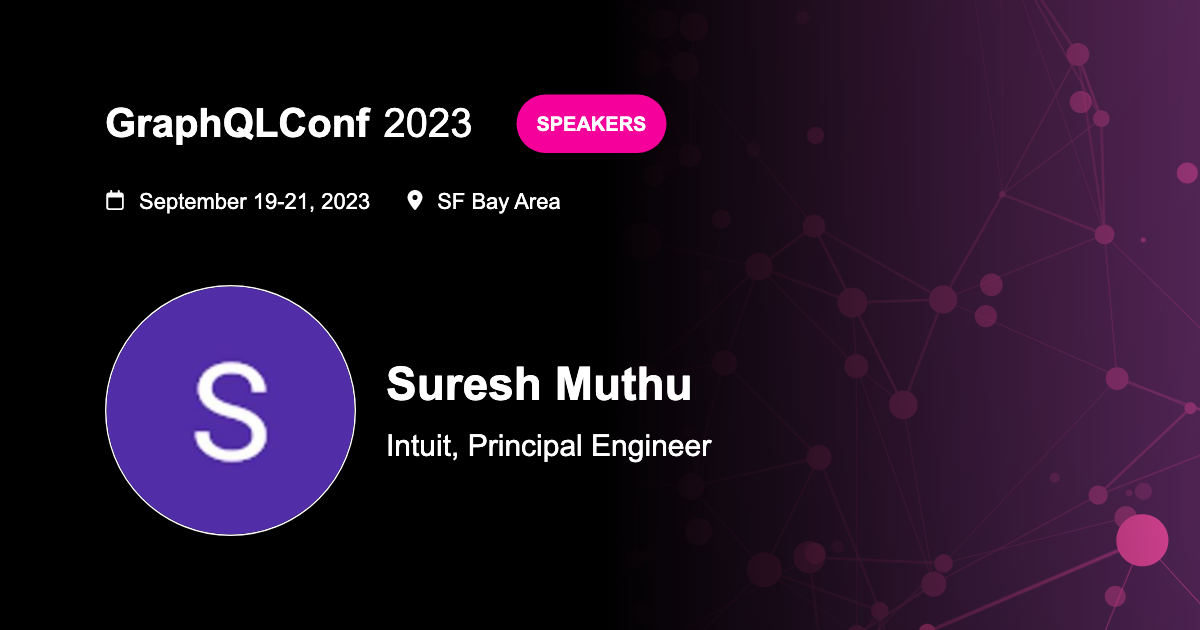 GraphQLConf 2023 SPEAKERS
September 19-21, 2023 SF Bay Area
S
Suresh Muthu
Intuit, Principal Engineer